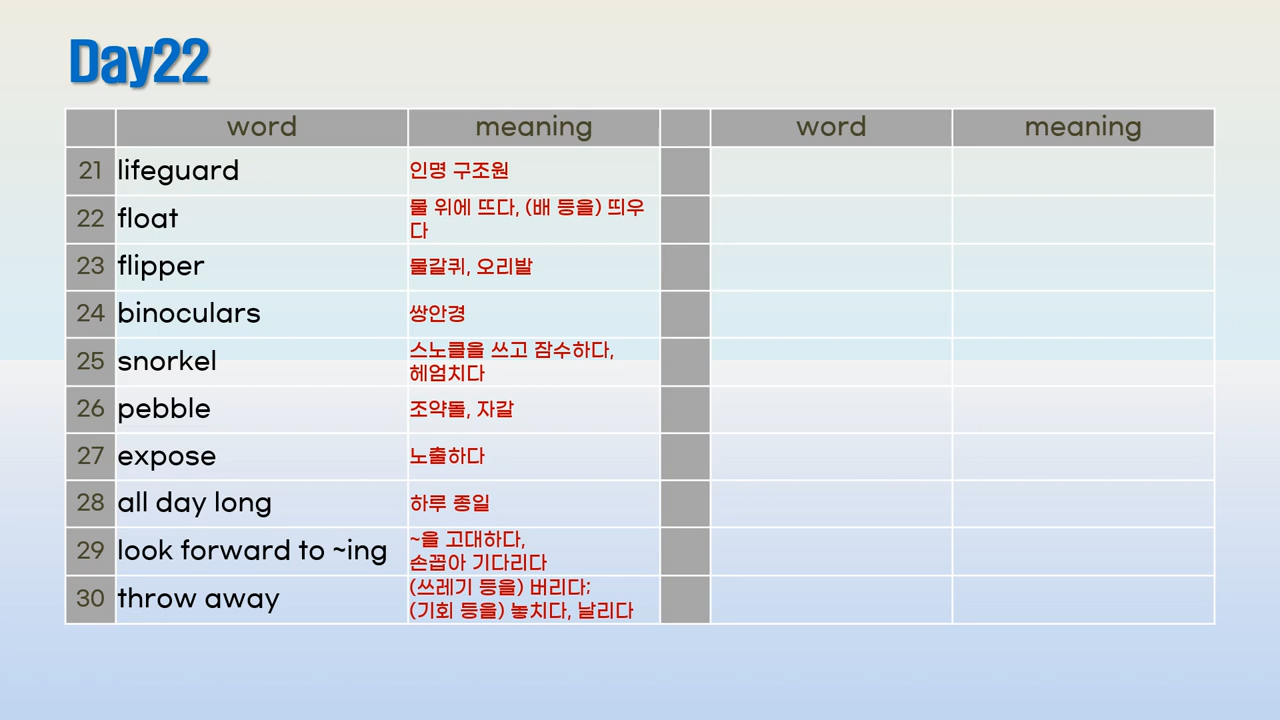 Day22
word meaning word meaning
21 lifeguard 인명 구조원
22 float 물 위에 뜨다, (배 등을) 띄우
다
23 flipper 물갈퀴, 오리발
24 binoculars 쌍안경
25 snorkel 스노클을 쓰고 잠수하다,
헤엄치다
26 pebble 조약돌, 자갈
27 expose 노출하다
28 all day long 하루 종일
29 look forward to ~ing ~을 고대하다,
손꼽아 기다리다
30 throw away (쓰레기 등을) 버리다;
(기회 등을) 놓치다, 날리다